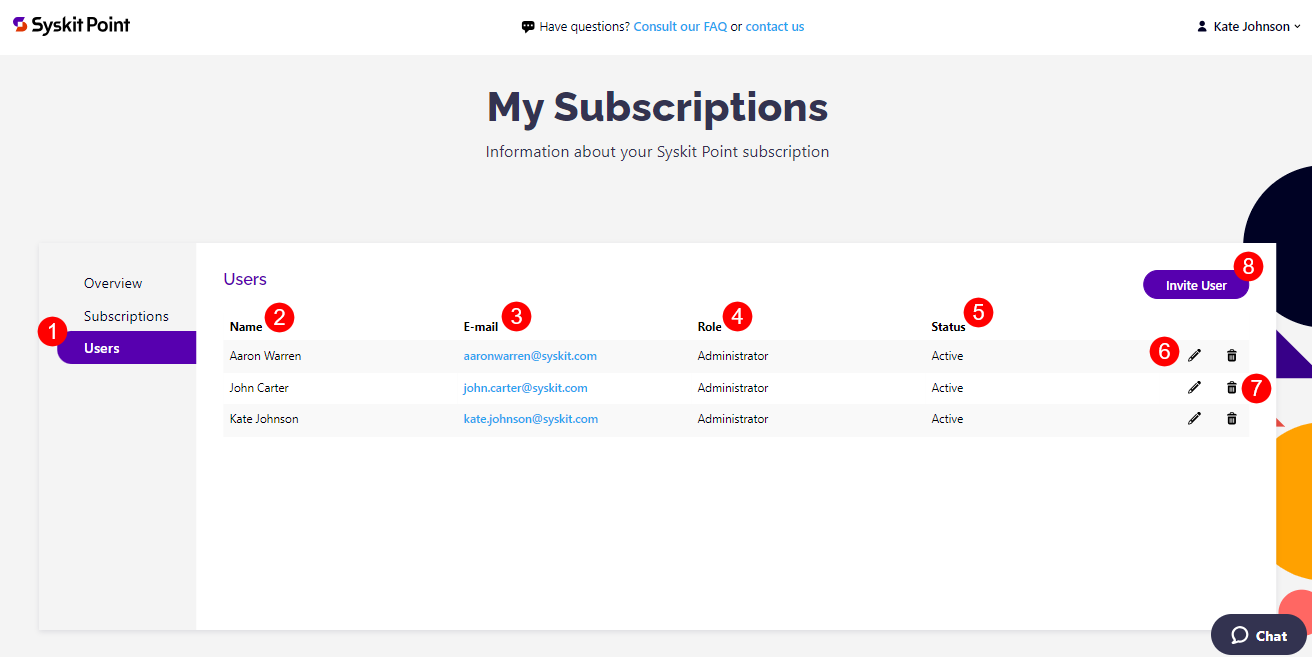 Syskit Point
Have questions? Consult our FAQ or contact us
Kate Johnson
My Subscriptions
Information about your Syskit Point subscription
Overview
Subscriptions
1
Users
Users
Invite User 8
Name 2 E-mail 3 Role 4 Status 5
Aaron Warren aaronwarren@syskit.com Administrator Active 6
John Carter john.carter@syskit.com Administrator Active 7
Kate Johnson kate.johnson@syskit.com Administrator Active
Chat